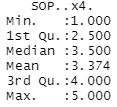 SOP..x4.
Min. :1.000
1st Qu.:2.500
Median :3.500
Mean :3.374
3rd Qu.:4.000
Max. :5.000